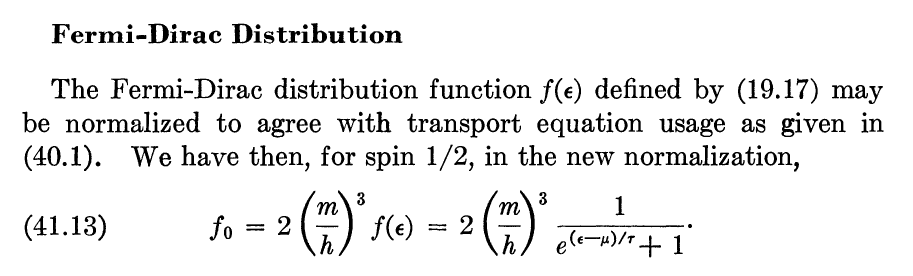 Fermi-Dirac Distribution
The Fermi-Dirac distribution function f(ϵ) defined by (19.17) may
be normalized to agree with transport equation usage as given in
(40.1). We have then, for spin 1/2, in the new normalization,
(41.13) f₀ = 2 (m/h)³ f(ϵ) = 2 (m/h)³ 1/(e^{(ϵ−μ)/τ} + 1).